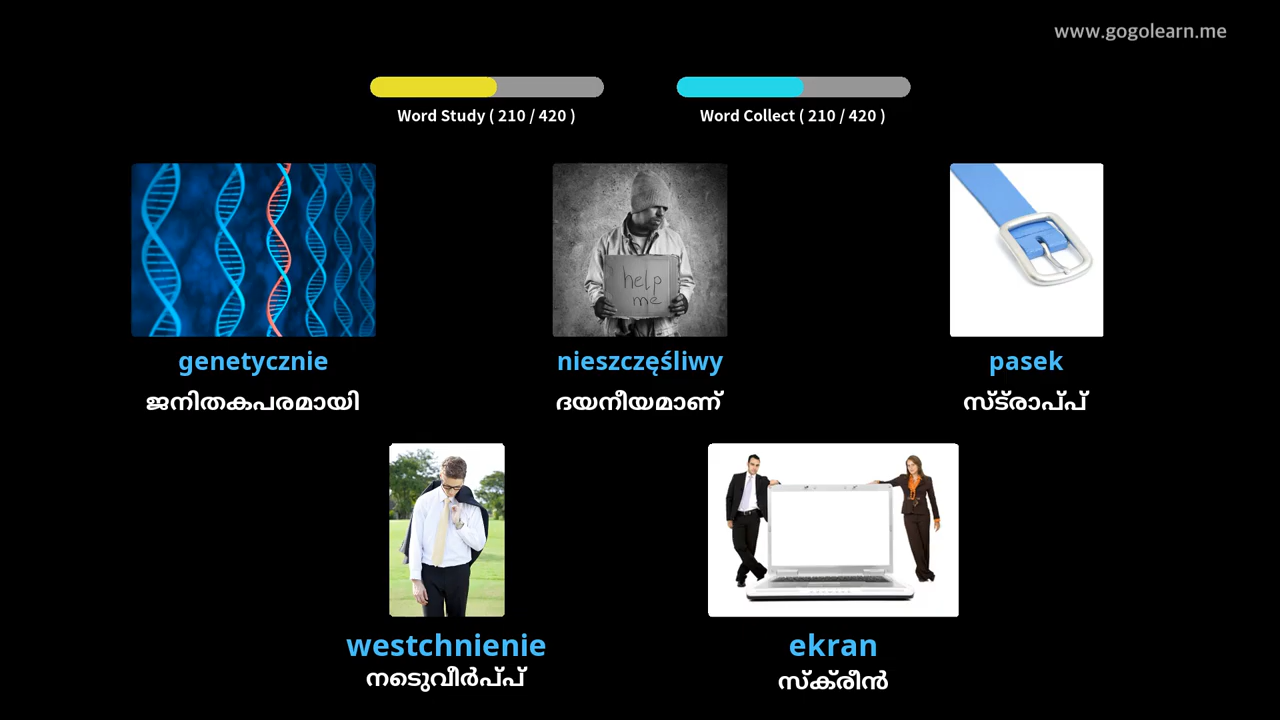 www.gogolearn.me
Word Study ( 210 / 420 )
Word Collect ( 210 / 420 )
help
me
genetycznie
nieszczęśliwy
pasek
ജനിതകപരമായി
ദയനീയമാണ്
സ്ട്രാപ്പ്
westchnienie
ekran
നടെുവീർപ്പ്
സ്ക്രീൻ